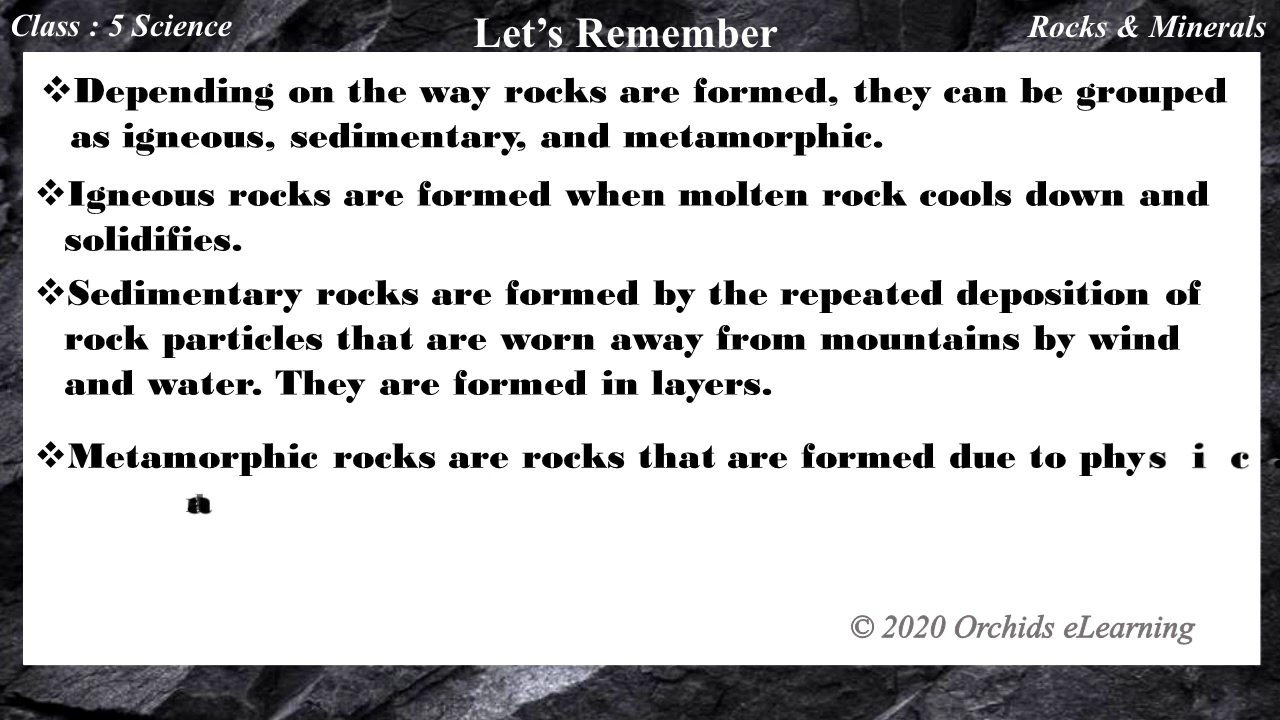 Class : 5 Science
Let’s Remember
Rocks & Minerals
❖Depending on the way rocks are formed, they can be grouped
as igneous, sedimentary, and metamorphic.
❖Igneous rocks are formed when molten rock cools down and
solidifies.
❖Sedimentary rocks are formed by the repeated deposition of
rock particles that are worn away from mountains by wind
and water. They are formed in layers.
❖Metamorphic rocks are rocks that are formed due to phys i c
© 2020 Orchids eLearning